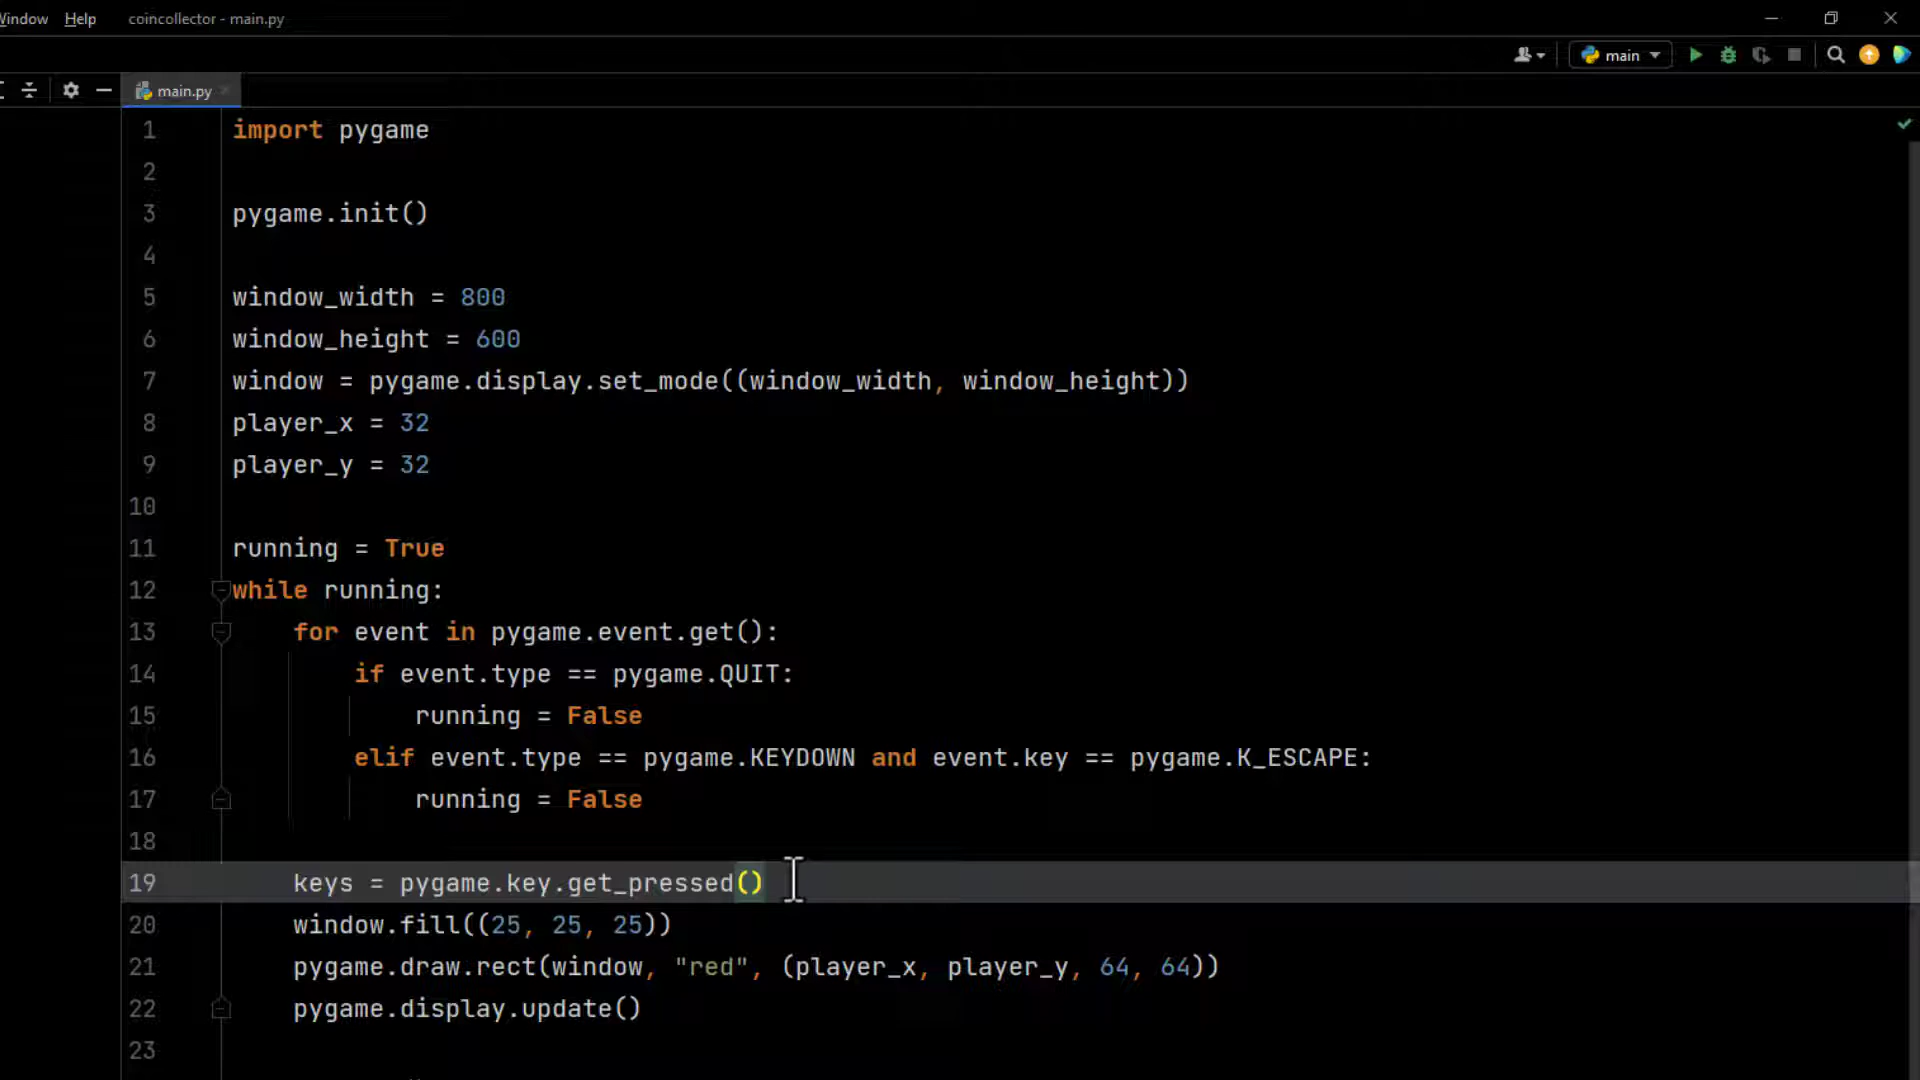 Window Help coincollector - main.py
main
main.py
1 import pygame
2
3 pygame.init()
4
5 window_width = 800
6 window_height = 600
7 window = pygame.display.set_mode((window_width, window_height))
8 player_x = 32
9 player_y = 32
10
11 running = True
12 while running:
13     for event in pygame.event.get():
14         if event.type == pygame.QUIT:
15             running = False
16         elif event.type == pygame.KEYDOWN and event.key == pygame.K_ESCAPE:
17             running = False
18
19     keys = pygame.key.get_pressed()
20     window.fill((25, 25, 25))
21     pygame.draw.rect(window, "red", (player_x, player_y, 64, 64))
22     pygame.display.update()
23